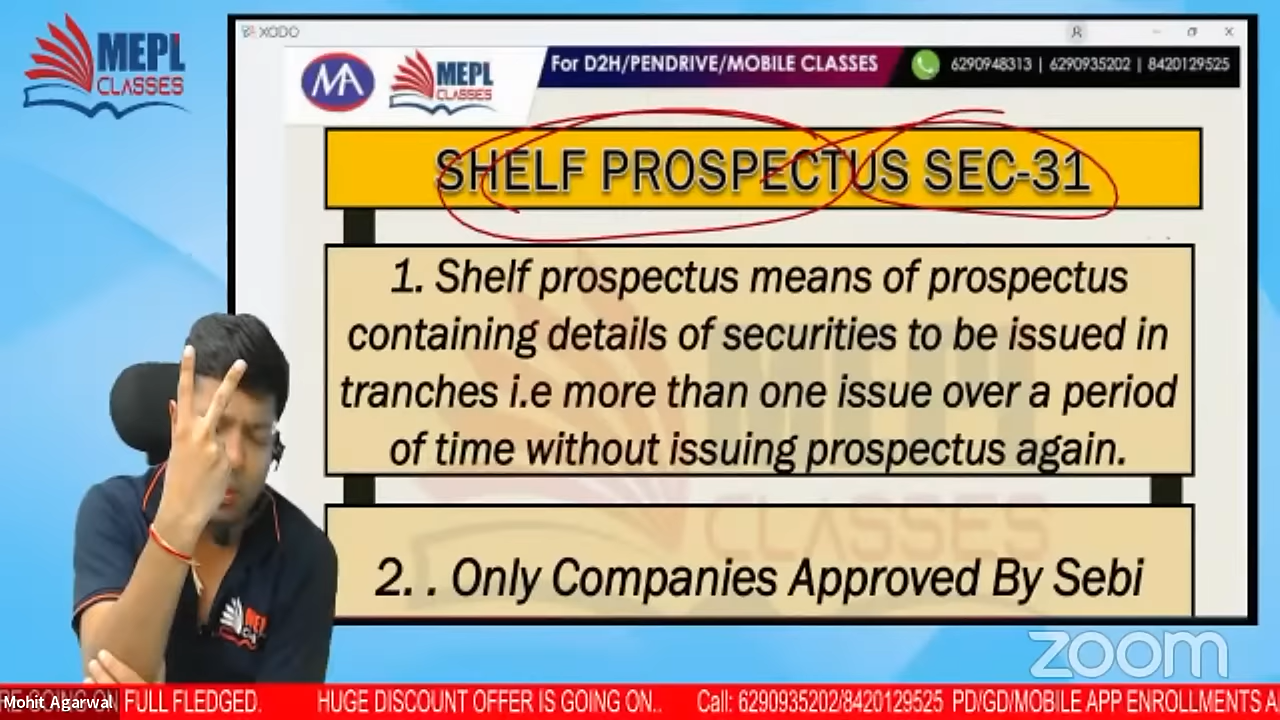 MEPL
CLASSES
XODO
MA
MEPL
CLASSES
For D2H/PENDRIVE/MOBILE CLASSES
6290948313 | 6290935202 | 8420129525
SHELF PROSPECTUS SEC-31
1. Shelf prospectus means of prospectus
containing details of securities to be issued in
tranches i.e more than one issue over a period
of time without issuing prospectus again.
MEPL
CLASSES
2. . Only Companies Approved By Sebi
zoom
Mohit Agarwal
FULL FLEDGED. HUGE DISCOUNT OFFER IS GOING ON.. Call: 6290935202/8420129525 PD/GD/MOBILE APP ENROLLMENTS